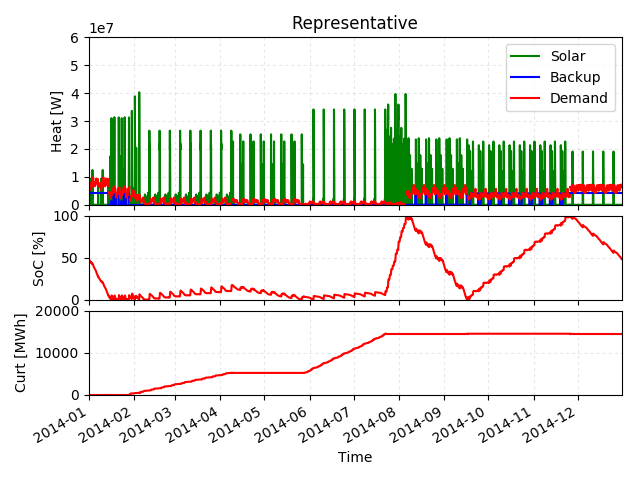 Representative
1e7
6
5
4
3
2
1
0
Heat [W]
Solar
Backup
Demand
100
50
0
SoC [%]
20000
10000
0
Curt [MWh]
2014-01
2014-02
2014-03
2014-04
2014-05
2014-06
2014-07
2014-08
2014-09
2014-10
2014-11
2014-12
Time